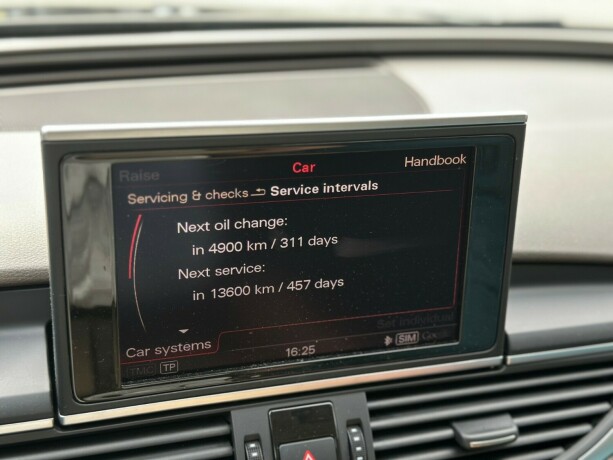 Raise
Car
Handbook
Servicing & checks Service intervals
Next oil change:
in 4900 km / 311 days
Next service:
in 13600 km / 457 days
Set individual
Car systems
TMC TP
16:25
SIM Google